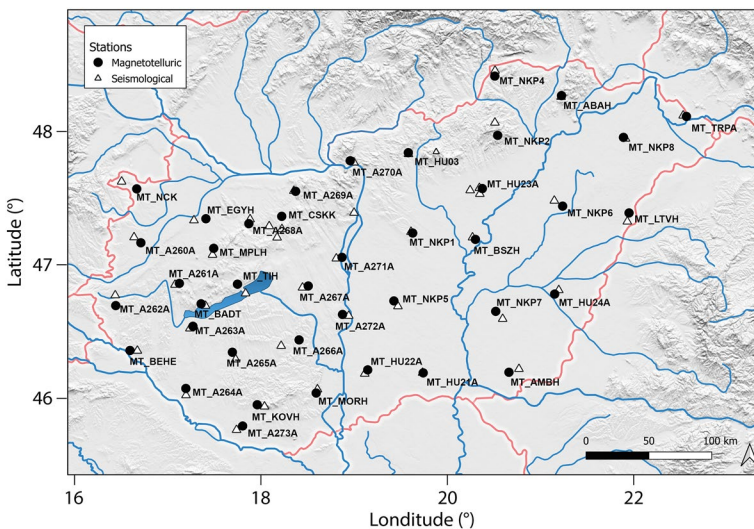 Stations
Magnetotelluric
Seismological
MT_NKP4
MT_ABAH
MT_TRPA
MT_NKP2
MT_NKP8
MT_HU03
MT_A270A
MT_NCK
MT_A269A
MT_HU23A
MT_EGYH
MT_CSKK
MT_A268A
MT_NKP6
MT_LTVH
MT_NKP1
MT_BSZH
MT_A260A
MT_MPLH
MT_A271A
MT_A261A
MT_TIH
MT_A267A
MT_HU24A
MT_A262A
MT_BADT
MT_NKP5
MT_NKP7
MT_A263A
MT_A272A
MT_A266A
MT_BEHE
MT_A265A
MT_HU22A
MT_HU21A
MT_AMBH
MT_A264A
MT_MORH
MT_KOVH
MT_A273A
48
47
46
Latitude (°)
0 50 100 km
16 18 20 22
Londitude (°)